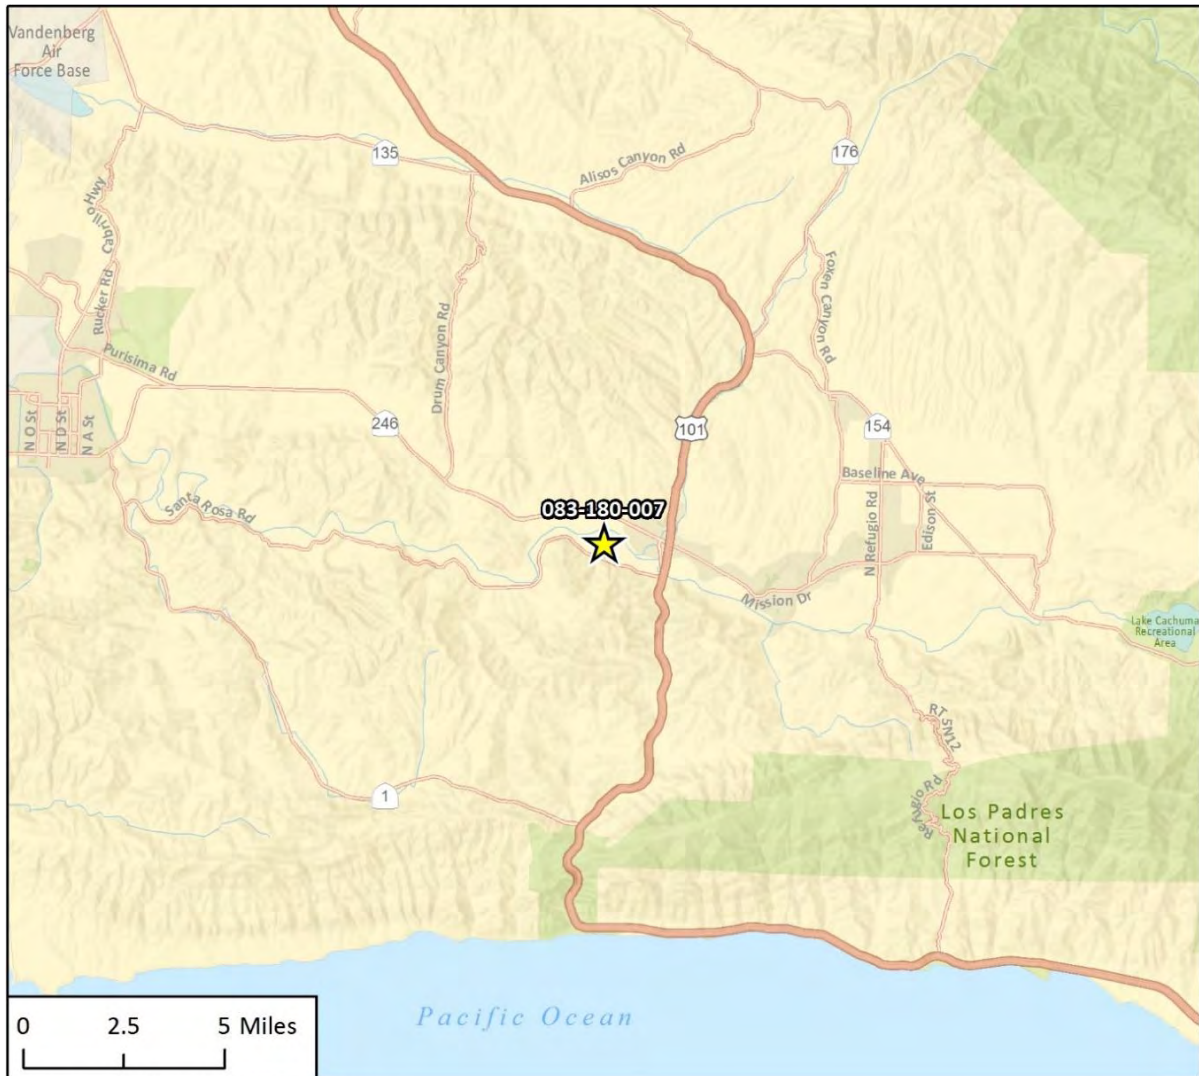 Vandenberg
Air
Force Base
135
Alisos Canyon Rd
176
Cabrillo Hwy
Rucker Rd
Foxen Canyon Rd
Drum Canyon Rd
Purisima Rd
246
101
154
N O St
N D St
N A St
Baseline Ave
Santa Rosa Rd
083-180-007
N Refugio Rd
Edison St
Mission Dr
Lake Cachuma
Recreational
Area
RT 5N12
Refugio Rd
1
Los Padres
National
Forest
0 2.5 5 Miles
Pacific Ocean